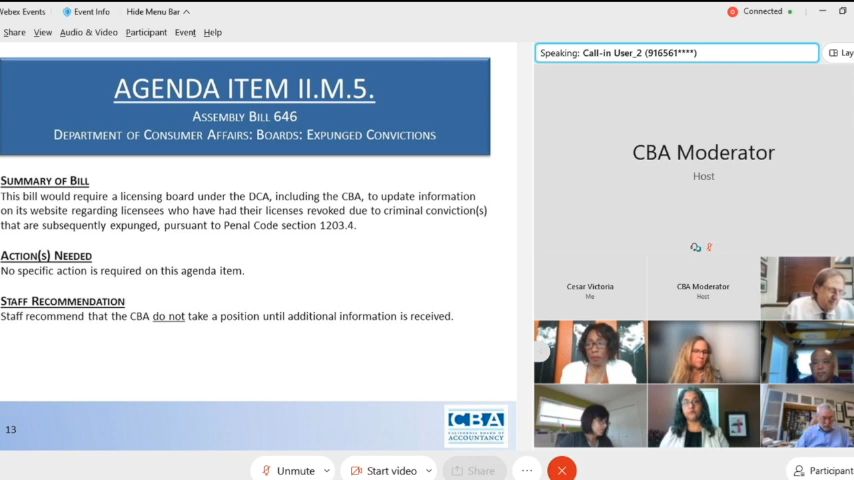 Webex Events
Event Info
Hide Menu Bar
Connected
Share View Audio & Video Participant Event Help
Speaking: Call-in User_2 (916561****)
Lay
AGENDA ITEM II.M.5.
ASSEMBLY BILL 646
DEPARTMENT OF CONSUMER AFFAIRS: BOARDS: EXPUNGED CONVICTIONS
SUMMARY OF BILL
This bill would require a licensing board under the DCA, including the CBA, to update information
on its website regarding licensees who have had their licenses revoked due to criminal conviction(s)
that are subsequently expunged, pursuant to Penal Code section 1203.4.
ACTION(S) NEEDED
No specific action is required on this agenda item.
STAFF RECOMMENDATION
Staff recommend that the CBA do not take a position until additional information is received.
13
CBA
CALIFORNIA BOARD OF
ACCOUNTANCY
CBA Moderator
Host
Cesar Victoria
Me
CBA Moderator
Host
Unmute
Start video
Share
Participant